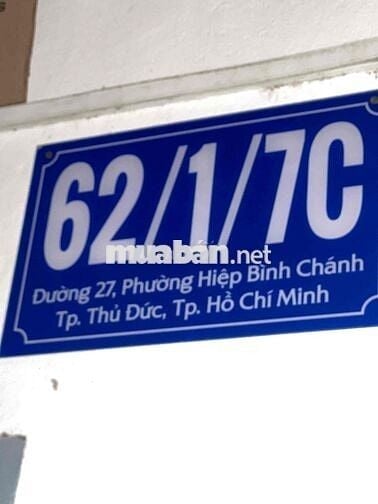 62/1/7C
muabán.net
Đường 27, Phường Hiệp Bình Chánh
Tp. Thủ Đức, Tp. Hồ Chí Minh